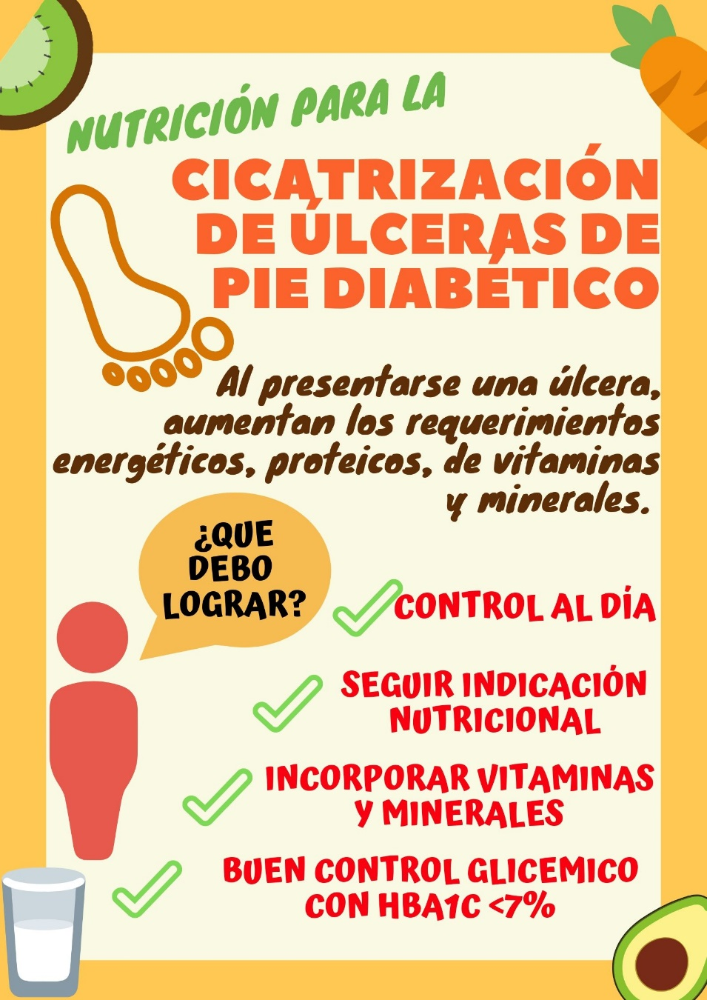 NUTRICIÓN PARA LA
CICATRIZACIÓN
DE ÚLCERAS DE
PIE DIABÉTICO
Al presentarse una úlcera,
aumentan los requerimientos
energéticos, proteicos, de vitaminas
y minerales.
¿QUE
DEBO
LOGRAR?
CONTROL AL DÍA
SEGUIR INDICACIÓN
NUTRICIONAL
INCORPORAR VITAMINAS
Y MINERALES
BUEN CONTROL GLICEMICO
CON HBA1C <7%